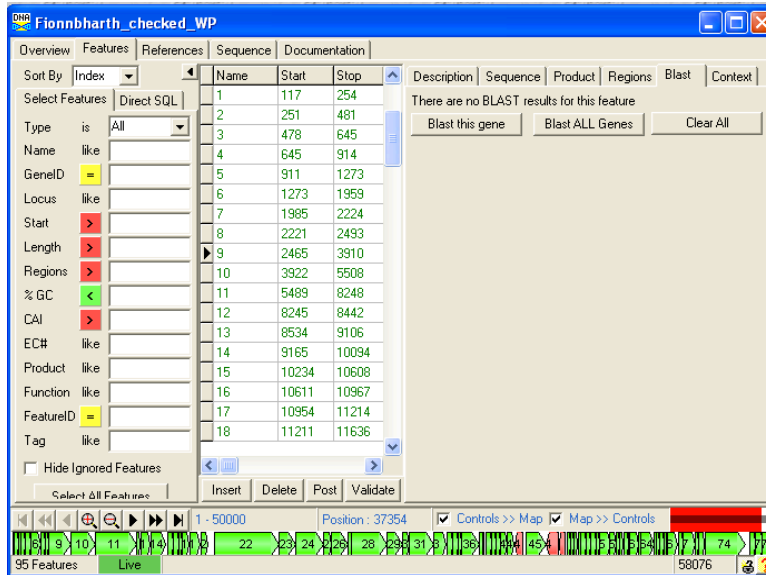 DNA Fionnbharth_checked_WP
Overview Features References Sequence Documentation
Sort By Index
Select Features Direct SQL
Type is All
Name like
GeneID =
Locus like
Start >
Length >
Regions >
% GC <
CAI >
EC# like
Product like
Function like
FeatureID =
Tag like
Hide Ignored Features
Select All Features
Name Start Stop
1 117 254
2 251 481
3 478 645
4 645 914
5 911 1273
6 1273 1959
7 1985 2224
8 2221 2493
9 2465 3910
10 3922 5508
11 5489 8248
12 8245 8442
13 8534 9106
14 9165 10094
15 10234 10608
16 10611 10967
17 10954 11214
18 11211 11636
Insert Delete Post Validate
Description Sequence Product Regions Blast Context
There are no BLAST results for this feature
Blast this gene Blast ALL Genes Clear All
1 - 50000 Position : 37354 Controls >> Map Map >> Controls
9 10 11 22 23 24 28 31 36 45 74
95 Features Live 58076